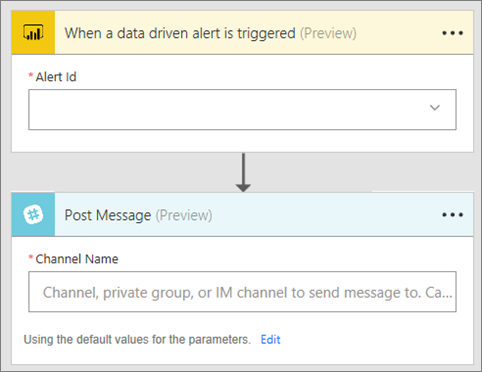 When a data driven alert is triggered (Preview)
* Alert Id
Post Message (Preview)
* Channel Name
Channel, private group, or IM channel to send message to. Ca...
Using the default values for the parameters. Edit